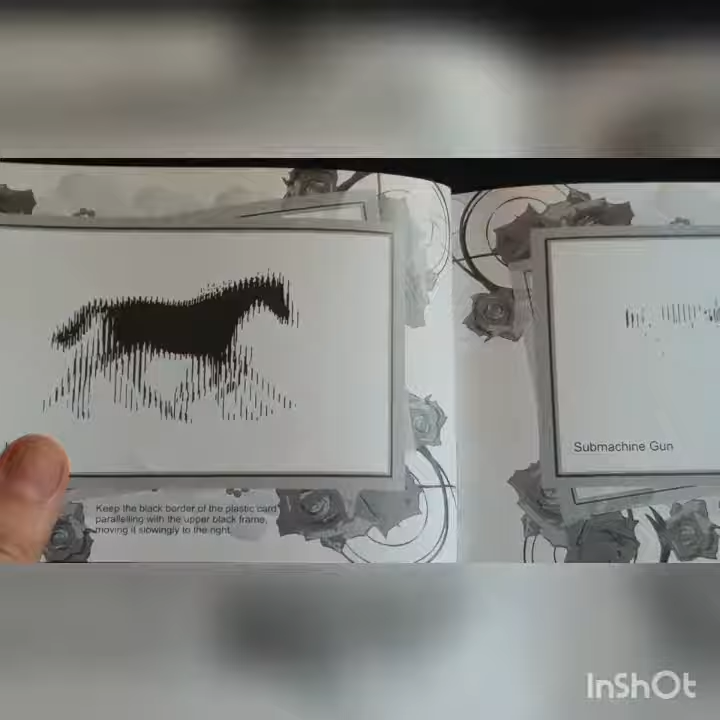 Submachine Gun
Keep the black border of the plastic card
parallelling with the upper black frame,
moving it slowingly to the right.
InShOt